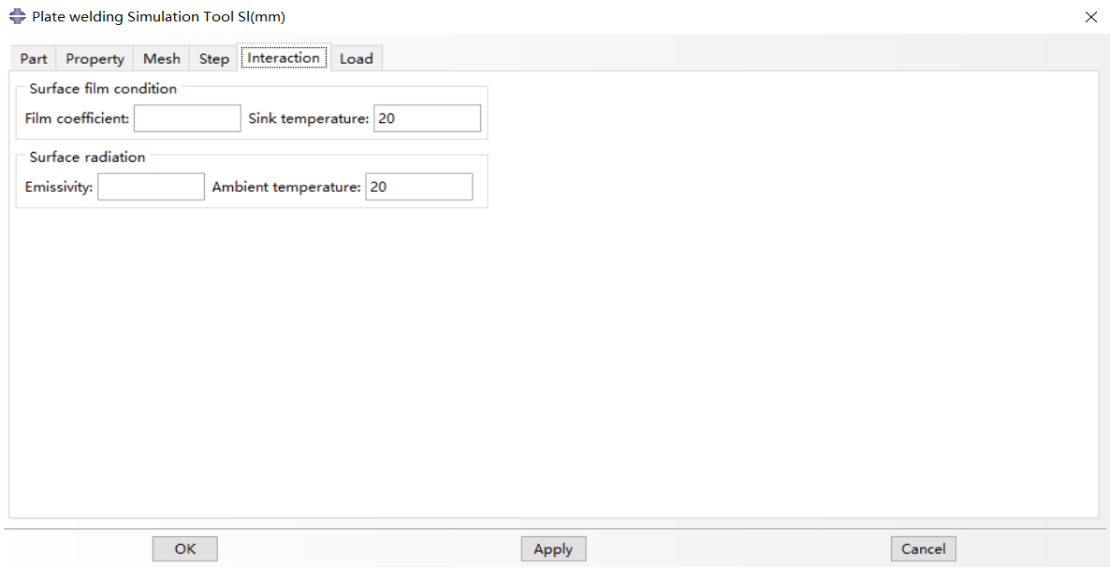 Plate welding Simulation Tool Sl(mm)
Part Property Mesh Step Interaction Load
Surface film condition
Film coefficient: Sink temperature: 20
Surface radiation
Emissivity: Ambient temperature: 20
OK Apply Cancel